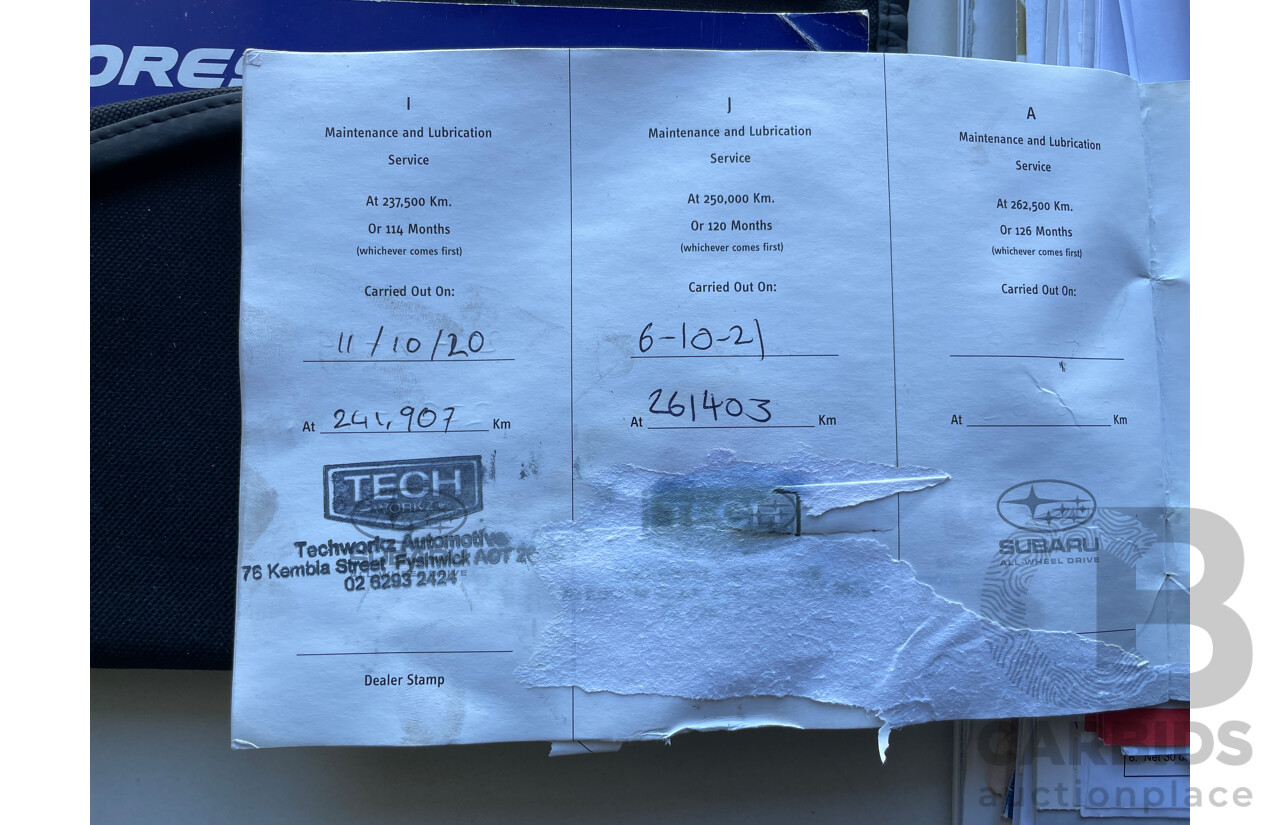 ORES
I
Maintenance and Lubrication
Service
At 237,500 Km.
Or 114 Months
(whichever comes first)
Carried Out On:
11/10/20
At 241,907 Km
TECH
WORKZ
Techworkz Automotive
76 Kembla Street Fyshwick ACT
02 6293 2424
Dealer Stamp
J
Maintenance and Lubrication
Service
At 250,000 Km.
Or 120 Months
(whichever comes first)
Carried Out On:
6-10-21
At 261403 Km
TECH
A
Maintenance and Lubrication
Service
At 262,500 Km.
Or 126 Months
(whichever comes first)
Carried Out On:
At Km
SUBARU
ALL-WHEEL DRIVE
B
CARBIDS
auctionplace